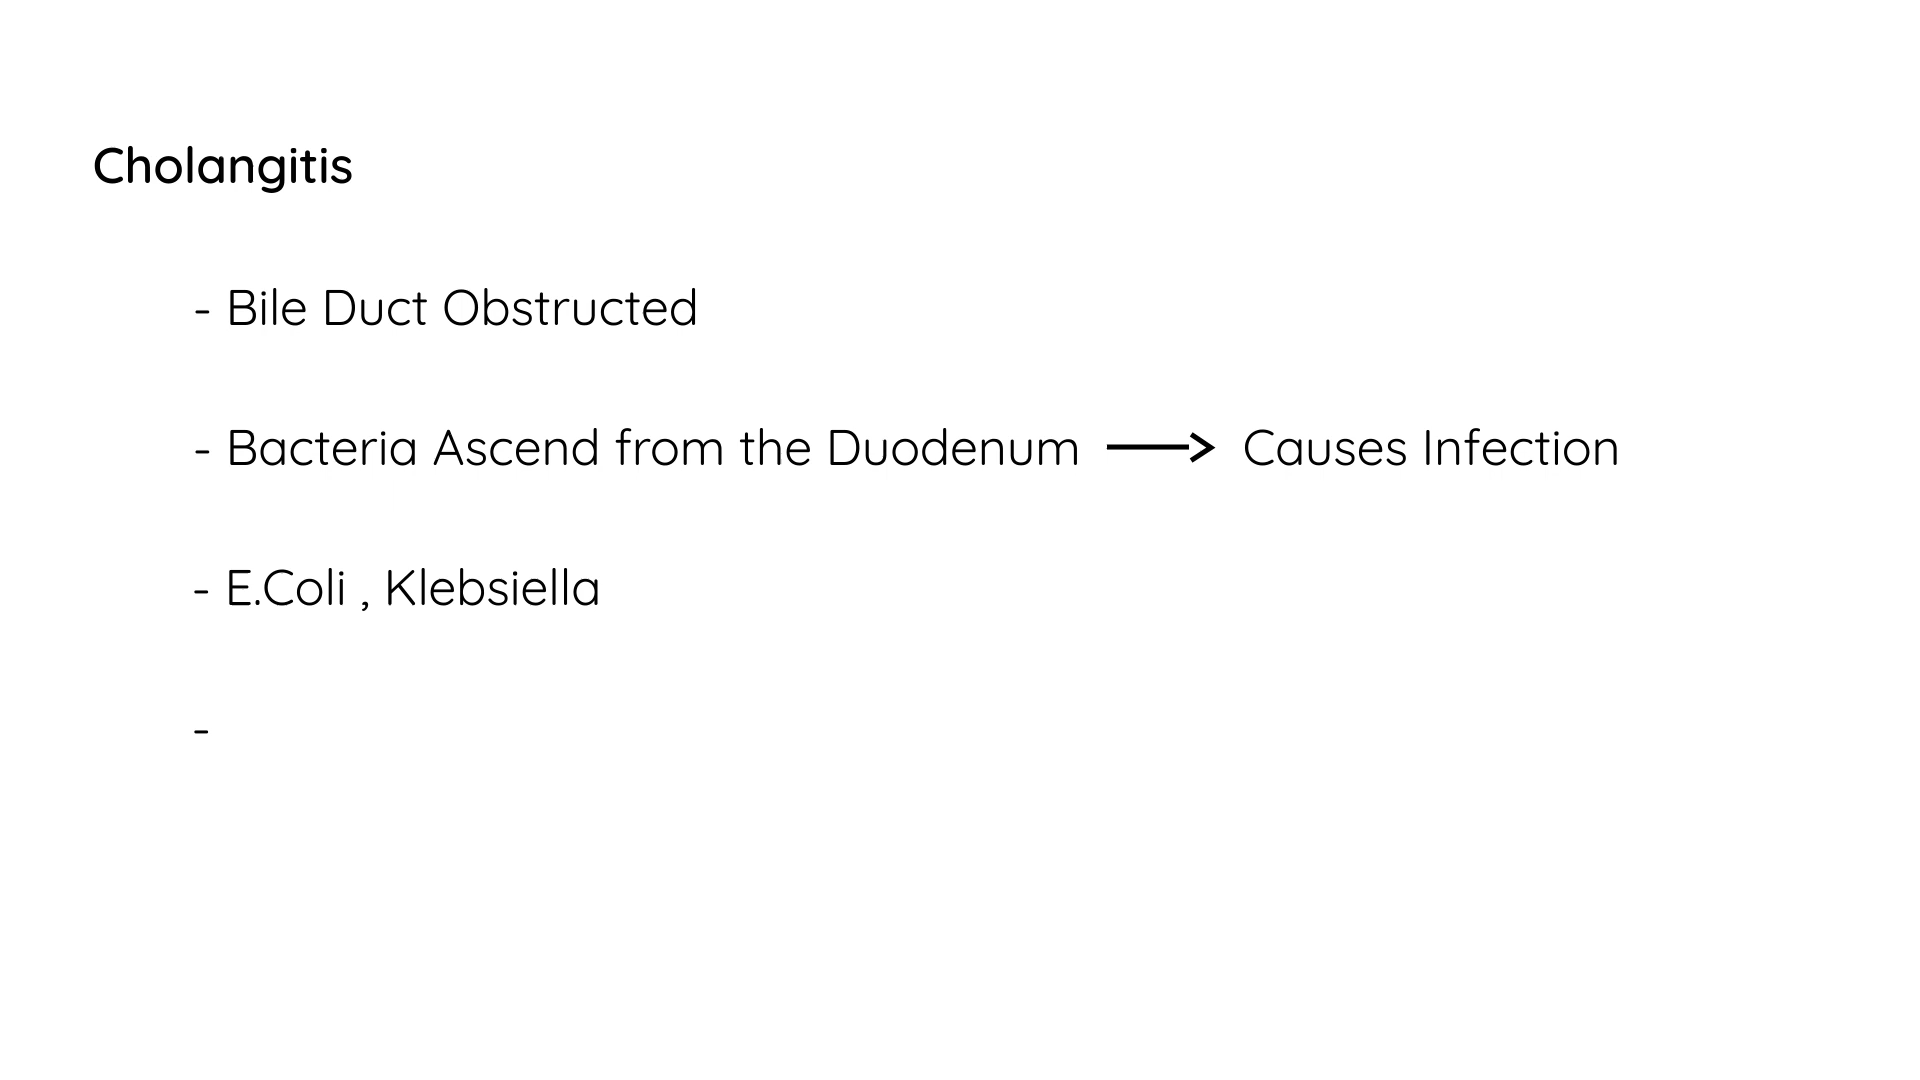 Cholangitis
- Bile Duct Obstructed
- Bacteria Ascend from the Duodenum → Causes Infection
- E.Coli , Klebsiella
-